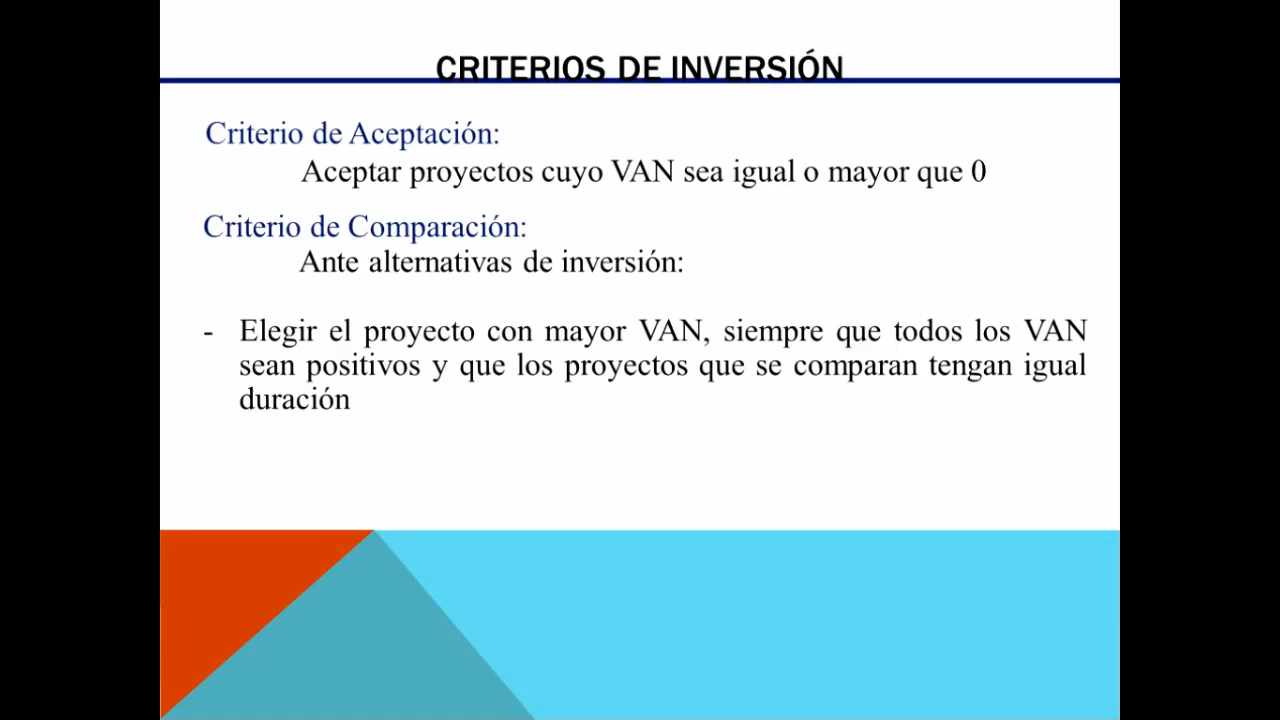 CRITERIOS DE INVERSIÓN
Criterio de Aceptación:
Aceptar proyectos cuyo VAN sea igual o mayor que 0
Criterio de Comparación:
Ante alternativas de inversión:
- Elegir el proyecto con mayor VAN, siempre que todos los VAN
sean positivos y que los proyectos que se comparan tengan igual
duración